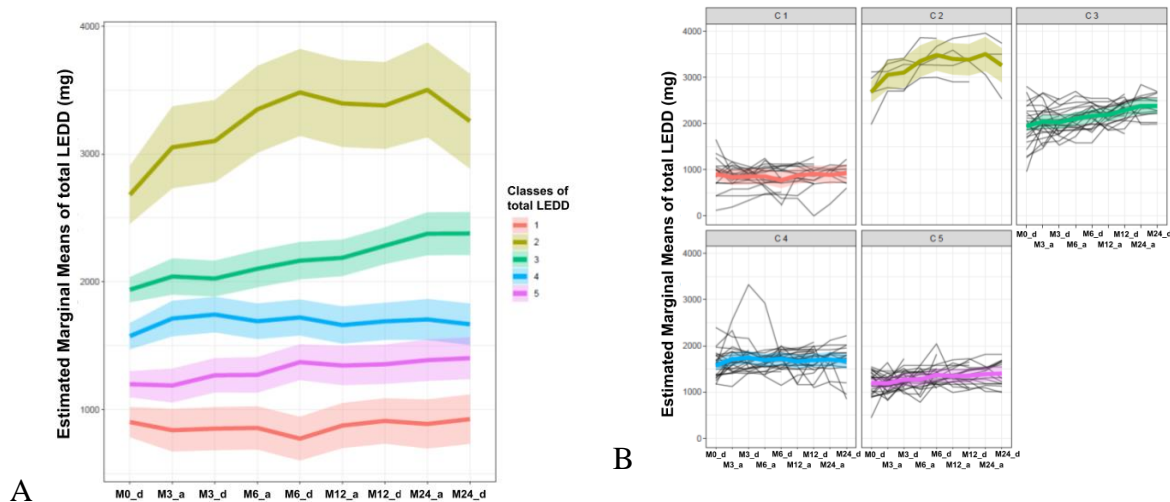 Estimated Marginal Means of total LEDD (mg)
4000
3000
2000
1000
M0_d M3_a M3_d M6_a M6_d M12_a M12_d M24_a M24_d
Classes of
total LEDD
1
2
3
4
5
A
Estimated Marginal Means of total LEDD (mg)
C 1 C 2 C 3
4000
3000
2000
1000
0
M0_d M3_d M6_d M12_d M24_d
M3_a M6_a M12_a M24_a
C 4 C 5
4000
3000
2000
1000
0
M0_d M3_d M6_d M12_d M24_d M0_d M3_d M6_d M12_d M24_d
M3_a M6_a M12_a M24_a M3_a M6_a M12_a M24_a
B